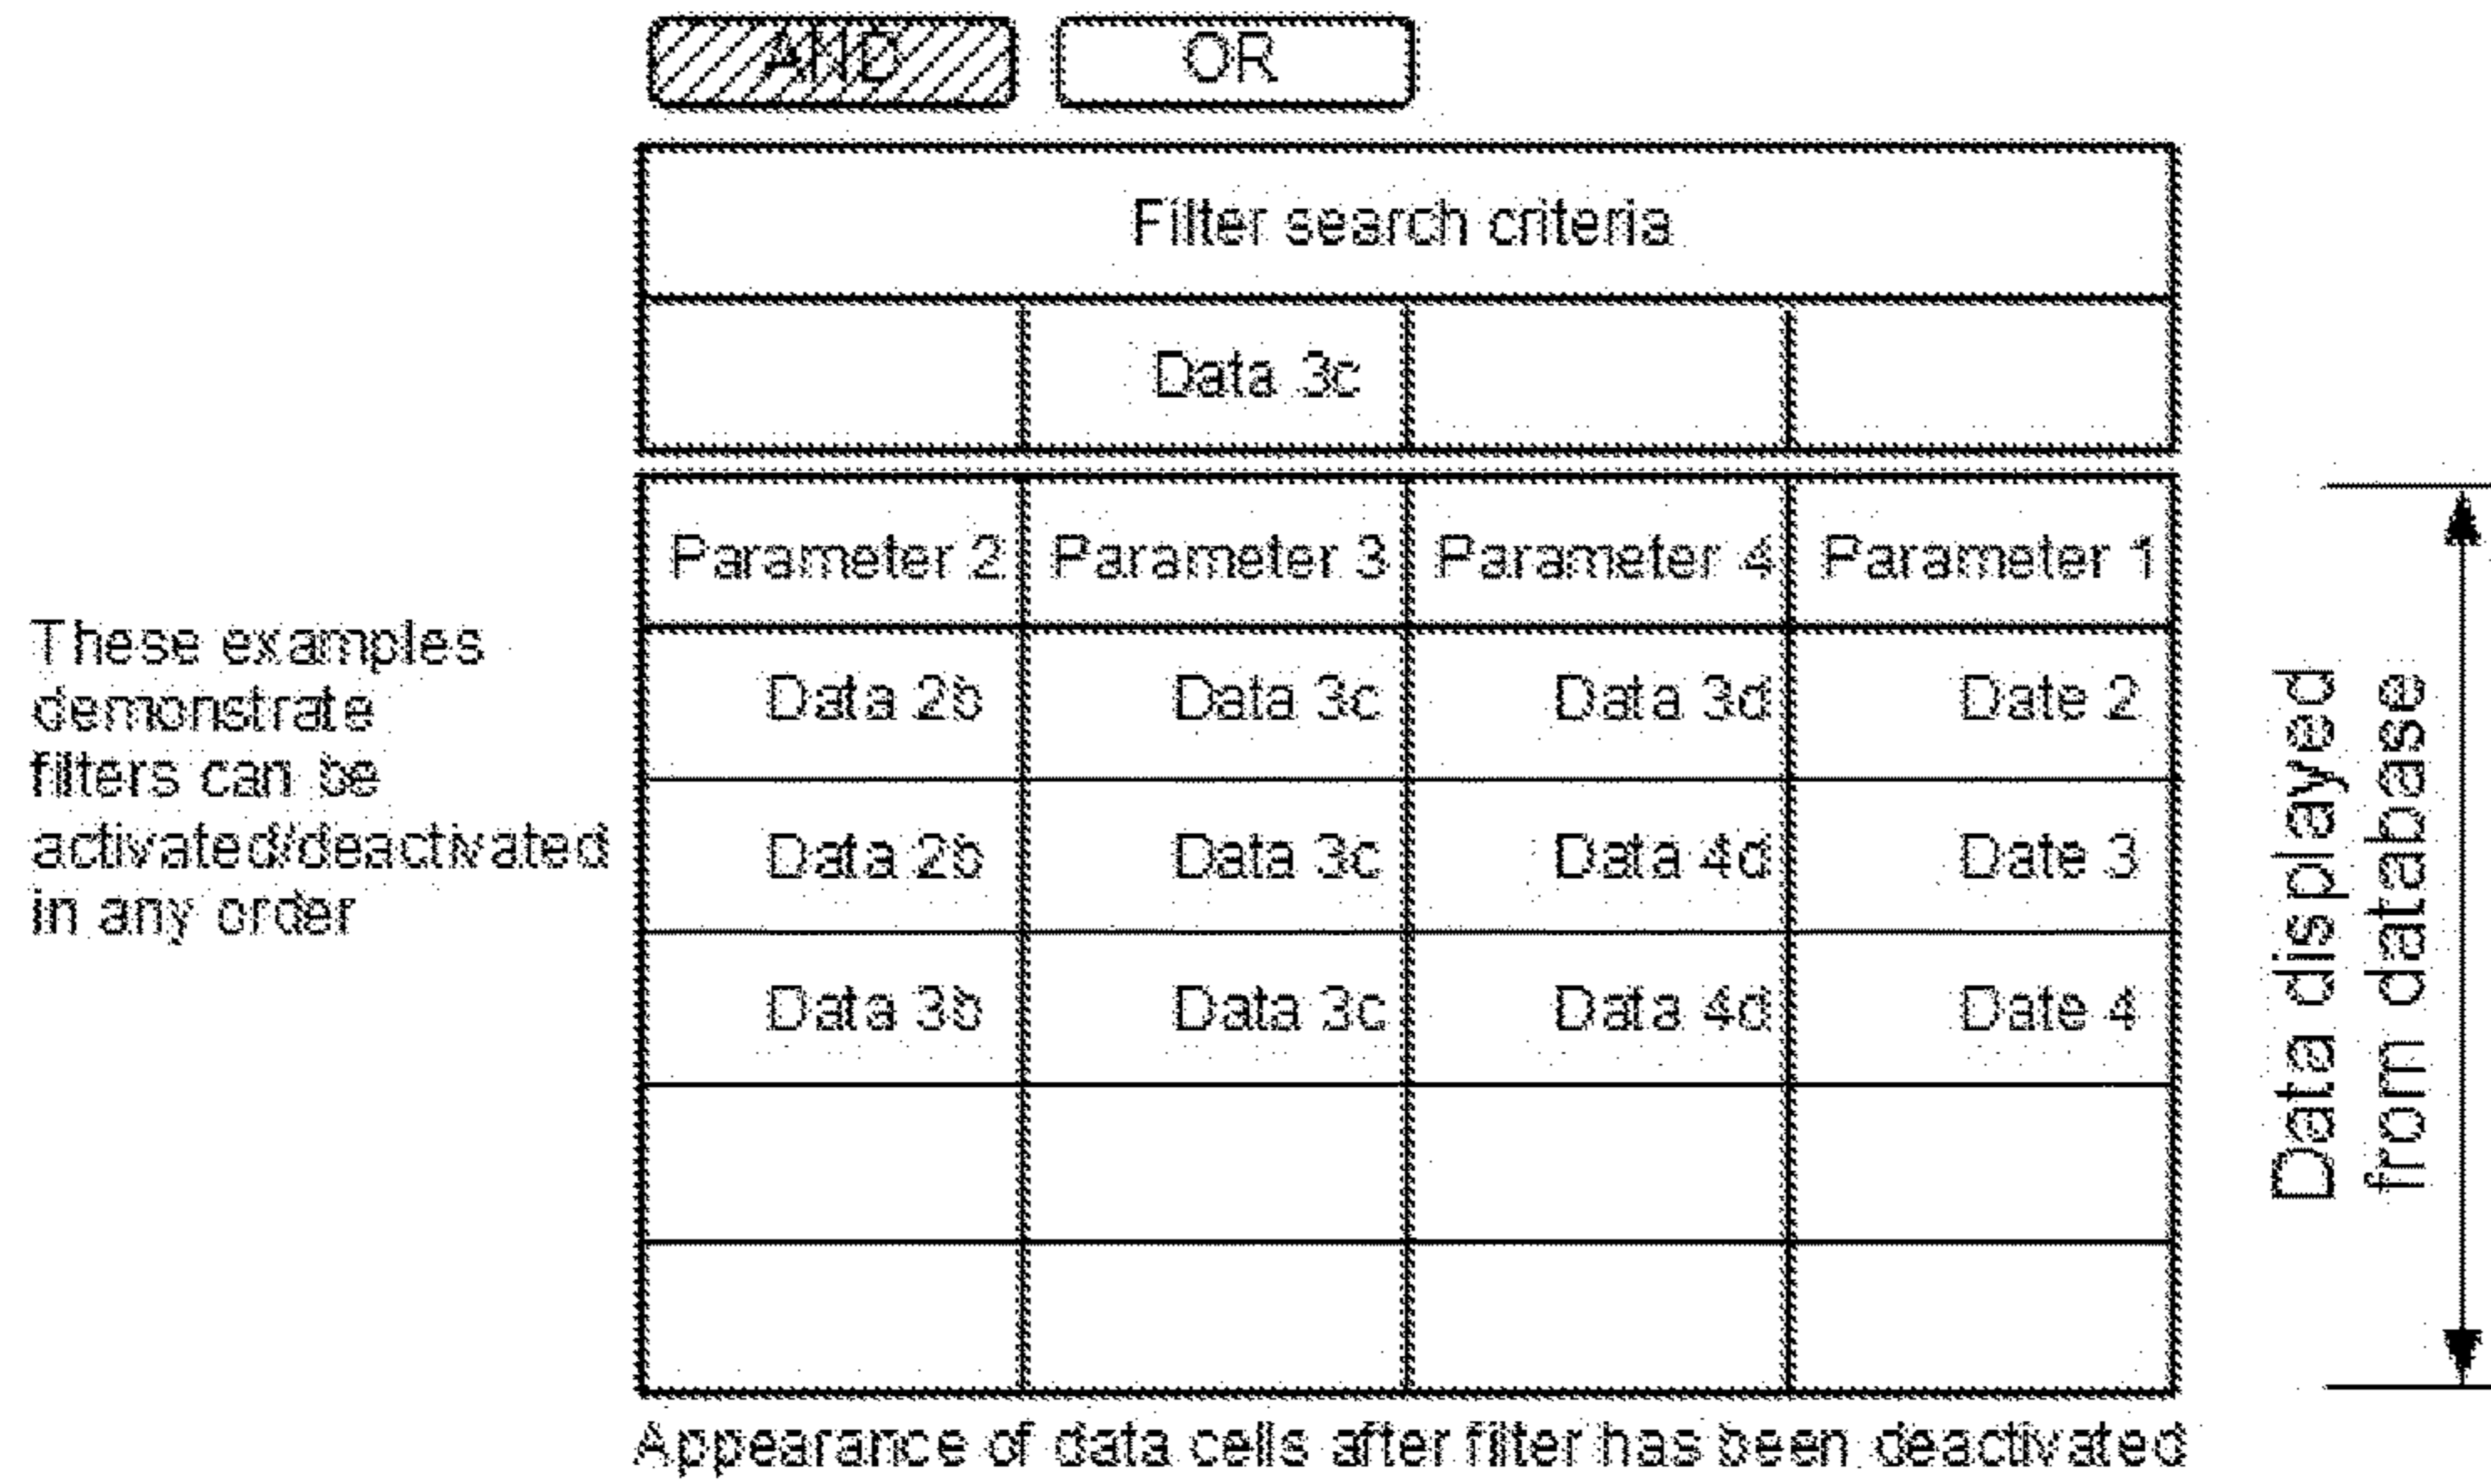 AND OR
Filter search criteria
Data 3c
Parameter 2 Parameter 3 Parameter 4 Parameter 1
Data 2b Data 3c Data 3d Date 2
Data 2b Data 3c Data 4d Date 3
Data 3b Data 3c Data 4d Date 4
These examples
demonstrate
filters can be
activated/deactivated
in any order
Data displayed
from database
Appearance of data cells after filter has been deactivated